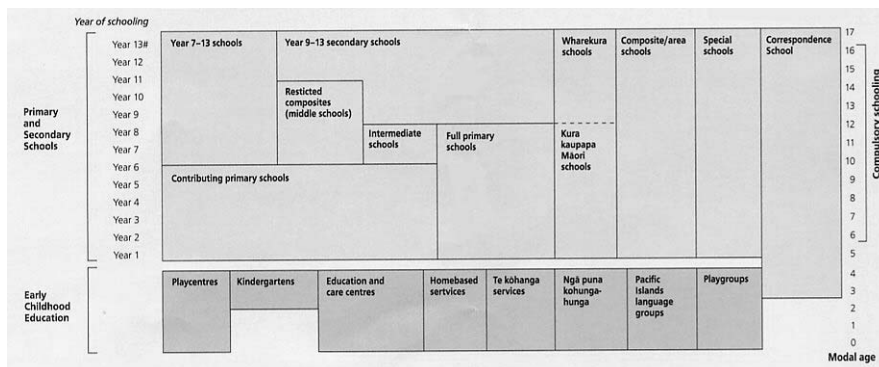 Year of schooling
Year 13#
Year 12
Year 11
Year 10
Year 9
Year 8
Year 7
Year 6
Year 5
Year 4
Year 3
Year 2
Year 1
Primary
and
Secondary
Schools
Early
Childhood
Education
Year 7–13 schools
Year 9–13 secondary schools
Resticted
composites
(middle schools)
Intermediate
schools
Full primary
schools
Contributing primary schools
Wharekura
schools
Kura
kaupapa
Māori
schools
Composite/area
schools
Special
schools
Correspondence
School
Playcentres
Kindergartens
Education and
care centres
Homebased
sertvices
Te kōhanga
services
Ngā puna
kohunga-
hunga
Pacific
Islands
language
groups
Playgroups
17
16
15
14
13
12
11
10
9
8
7
6
5
4
3
2
1
0
Modal age
Compulsory schooling